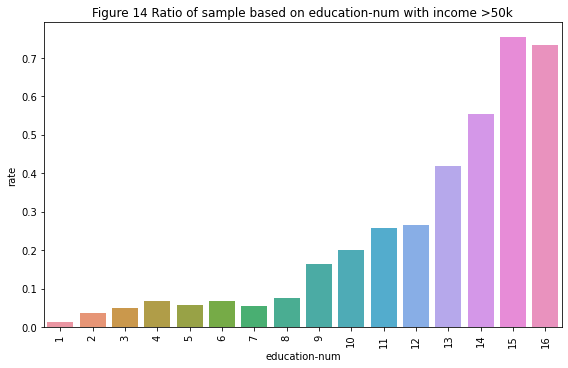 Figure 14 Ratio of sample based on education-num with income >50k
rate
0.7
0.6
0.5
0.4
0.3
0.2
0.1
0.0
1 2 3 4 5 6 7 8 9 10 11 12 13 14 15 16
education-num